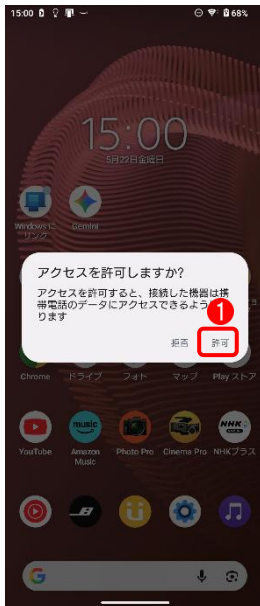 15:00
68%
15:00
5月22日金曜日
Windowsに
リンク
Gemini
アクセスを許可しますか?
アクセスを許可すると、接続した機器は携
帯電話のデータにアクセスできるよう
ります
1
拒否
許可
Chrome
ドライブ
フォト
マップ
Play ストア
music
NHK+
YouTube
Amazon
Music
Photo Pro
Cinema Pro
NHKプラス
G